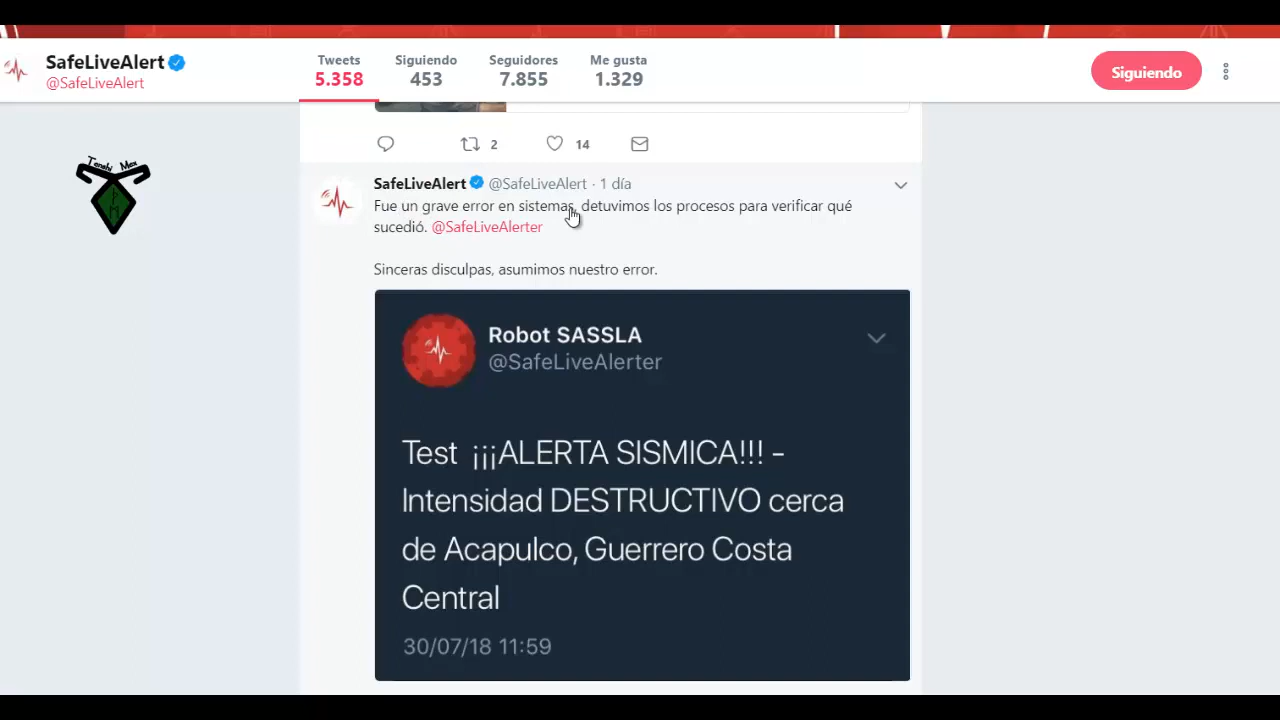 SafeLiveAlert
@SafeLiveAlert
Tweets
5.358
Siguiendo
453
Seguidores
7.855
Me gusta
1.329
Siguiendo
2
14
Tenshi Mex
SafeLiveAlert @SafeLiveAlert · 1 día
Fue un grave error en sistemas, detuvimos los procesos para verificar qué
sucedió. @SafeLiveAlerter
Sinceras disculpas, asumimos nuestro error.
Robot SASSLA
@SafeLiveAlerter
Test ¡¡¡ALERTA SISMICA!!! -
Intensidad DESTRUCTIVO cerca
de Acapulco, Guerrero Costa
Central
30/07/18 11:59